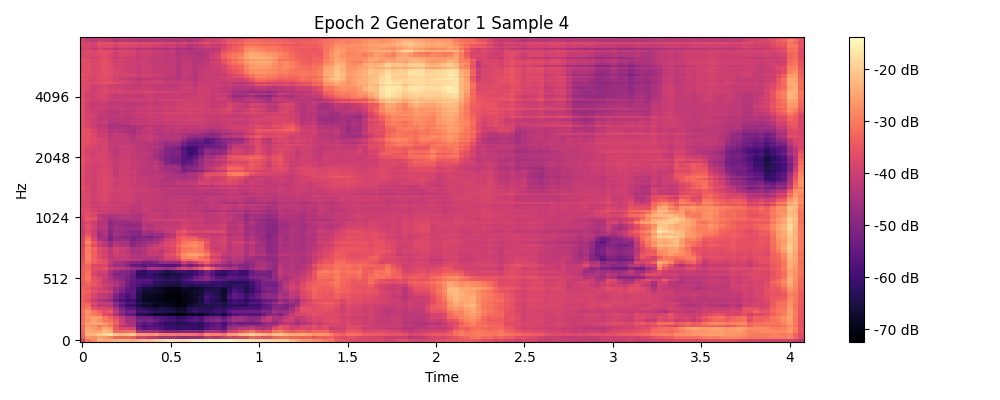 Epoch 2 Generator 1 Sample 4
Hz
4096
2048
1024
512
0
0 0.5 1 1.5 2 2.5 3 3.5 4
Time
-20 dB
-30 dB
-40 dB
-50 dB
-60 dB
-70 dB